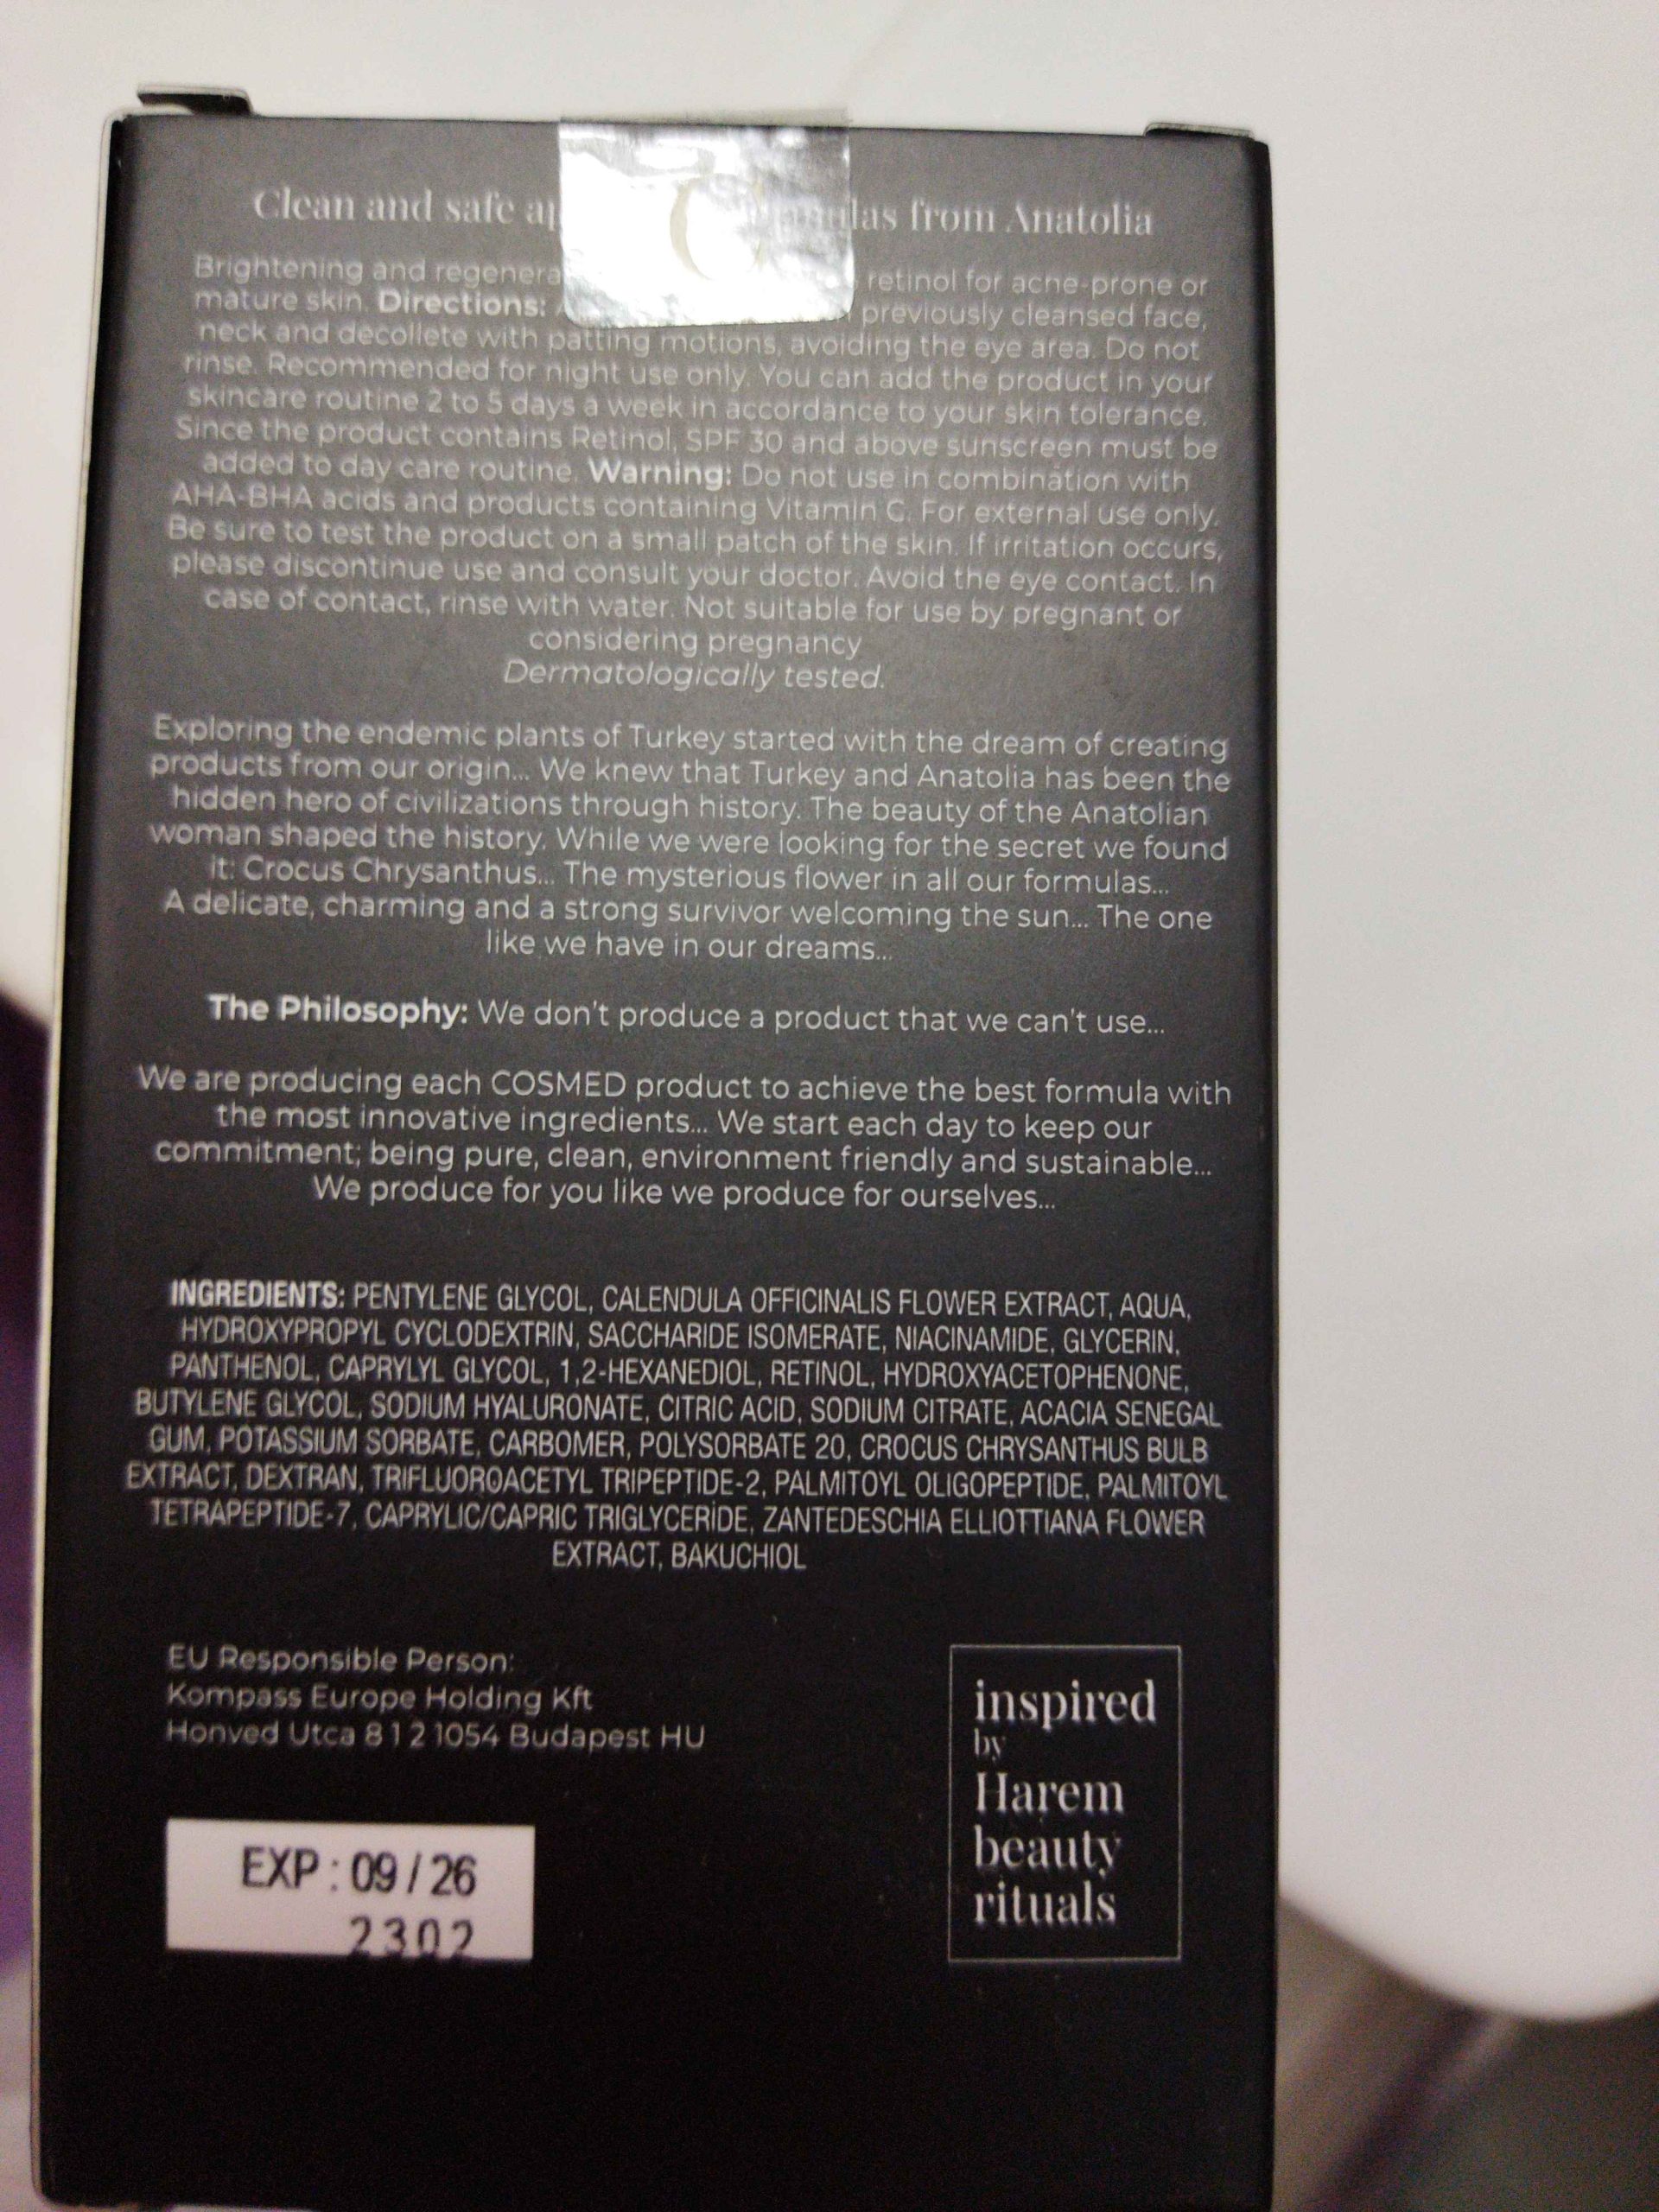 Clean and safe from Anatolia
Brightening and retinol for acne-prone or
mature skin. Directions: previously cleansed face,
neck and decollete with patting motions, avoiding the eye area. Do not
rinse. Recommended for night use only. You can add the product in your
skincare routine 2 to 5 days a week in accordance to your skin tolerance.
Since the product contains Retinol, SPF 30 and above sunscreen must be
added to day care routine. Warning: Do not use in combination with
AHA-BHA acids and products containing Vitamin C. For external use only.
Be sure to test the product on a small patch of the skin. If irritation occurs,
please discontinue use and consult your doctor. Avoid the eye contact. In
case of contact, rinse with water. Not suitable for use by pregnant or
considering pregnancy
Dermatologically tested.
Exploring the endemic plants of Turkey started with the dream of creating
products from our origin... We knew that Turkey and Anatolia has been the
hidden hero of civilizations through history. The beauty of the Anatolian
woman shaped the history. While we were looking for the secret we found
it: Crocus Chrysanthus... The mysterious flower in all our formulas...
A delicate, charming and a strong survivor welcoming the sun... The one
like we have in our dreams...
The Philosophy: We don't produce a product that we can't use...
We are producing each COSMED product to achieve the best formula with
the most innovative ingredients... We start each day to keep our
commitment; being pure, clean, environment friendly and sustainable...
We produce for you like we produce for ourselves...
INGREDIENTS: PENTYLENE GLYCOL, CALENDULA OFFICINALIS FLOWER EXTRACT, AQUA,
HYDROXYPROPYL CYCLODEXTRIN, SACCHARIDE ISOMERATE, NIACINAMIDE, GLYCERIN,
PANTHENOL, CAPRYLYL GLYCOL, 1,2-HEXANEDIOL, RETINOL, HYDROXYACETOPHENONE,
BUTYLENE GLYCOL, SODIUM HYALURONATE, CITRIC ACID, SODIUM CITRATE, ACACIA SENEGAL
GUM, POTASSIUM SORBATE, CARBOMER, POLYSORBATE 20, CROCUS CHRYSANTHUS BULB
EXTRACT, DEXTRAN, TRIFLUOROACETYL TRIPEPTIDE-2, PALMITOYL OLIGOPEPTIDE, PALMITOYL
TETRAPEPTIDE-7, CAPRYLIC/CAPRIC TRIGLYCERİDE, ZANTEDESCHIA ELLIOTTIANA FLOWER
EXTRACT, BAKUCHIOL
EU Responsible Person:
Kompass Europe Holding Kft
Honved Utca 8 1 2 1054 Budapest HU
EXP : 09 / 26
2302
inspired
by
Harem
beauty
rituals